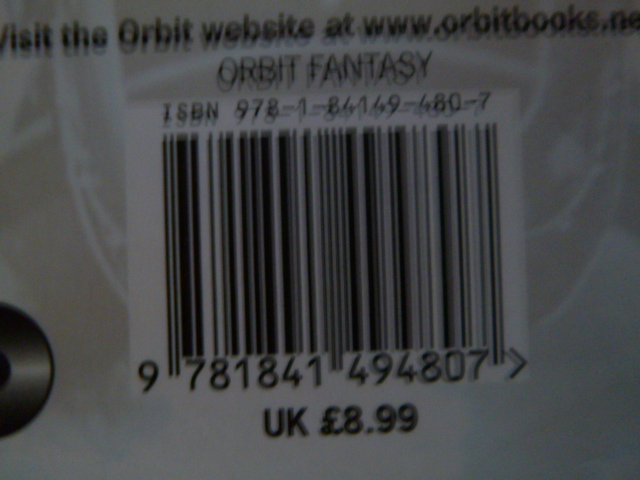 Visit the Orbit website at www.orbitbooks.ne
ORBIT FANTASY
ISBN 978-1-84149-480-7
9 781841 494807 >
UK £8.99